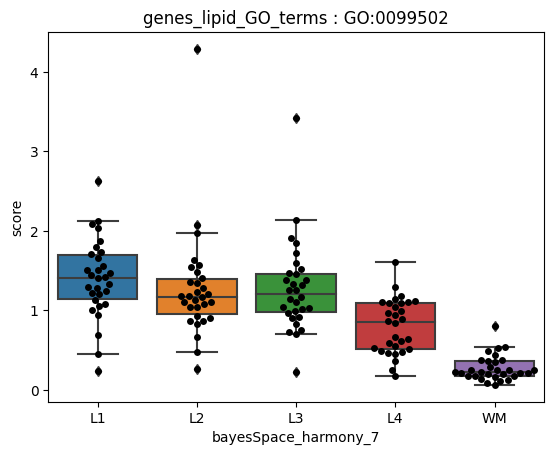 genes_lipid_GO_terms : GO:0099502
4
3
2
1
0
score
L1 L2 L3 L4 WM
bayesSpace_harmony_7